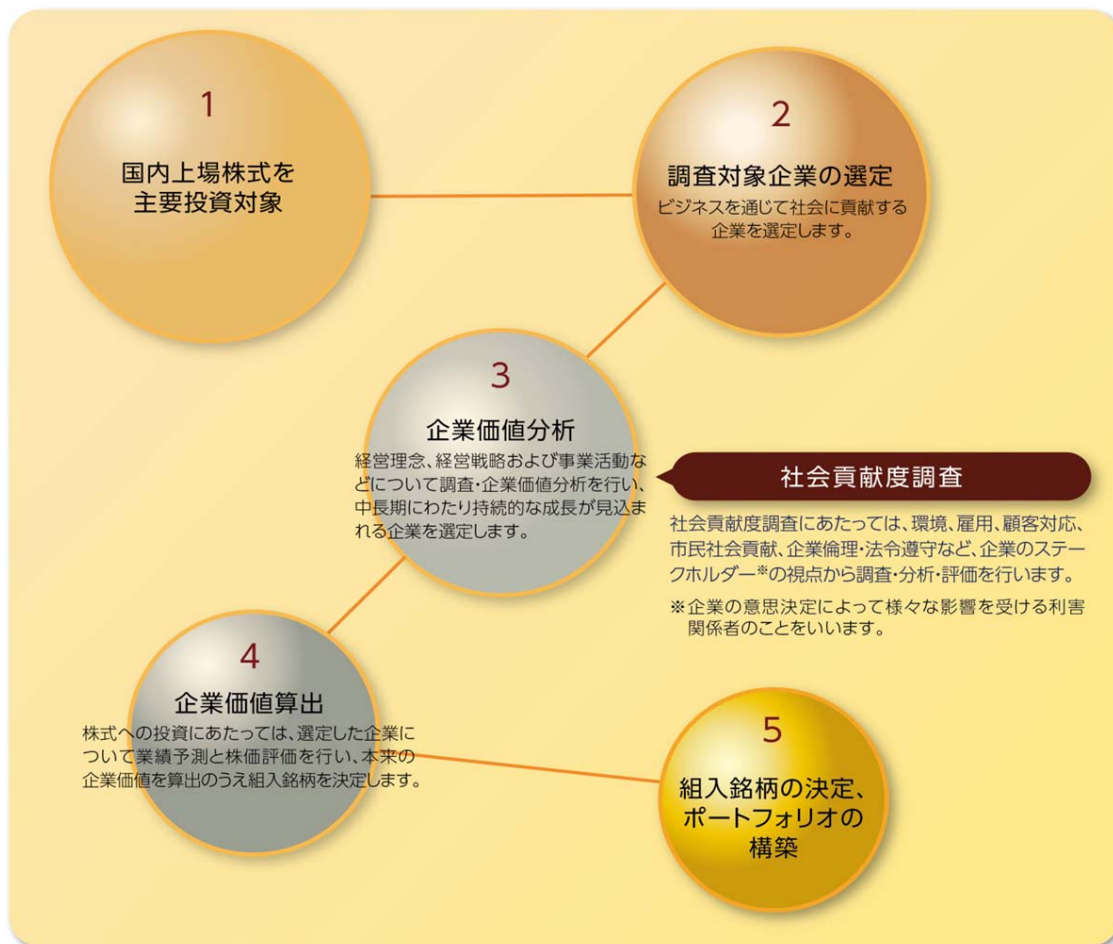 1
国内上場株式を
主要投資対象
2
調査対象企業の選定
ビジネスを通じて社会に貢献する
企業を選定します。
3
企業価値分析
経営理念、経営戦略および事業活動な
どについて調査・企業価値分析を行い、
中長期にわたり持続的な成長が見込ま
れる企業を選定します。
社会貢献度調査
社会貢献度調査にあたっては、環境、雇用、顧客対応、
市民社会貢献、企業倫理・法令遵守など、企業のステー
クホルダー※の視点から調査・分析・評価を行います。
※企業の意思決定によって様々な影響を受ける利害
関係者のことをいいます。
4
企業価値算出
株式への投資にあたっては、選定した企業に
ついて業績予測と株価評価を行い、本来の
企業価値を算出のうえ組入銘柄を決定します。
5
組入銘柄の決定、
ポートフォリオの
構築